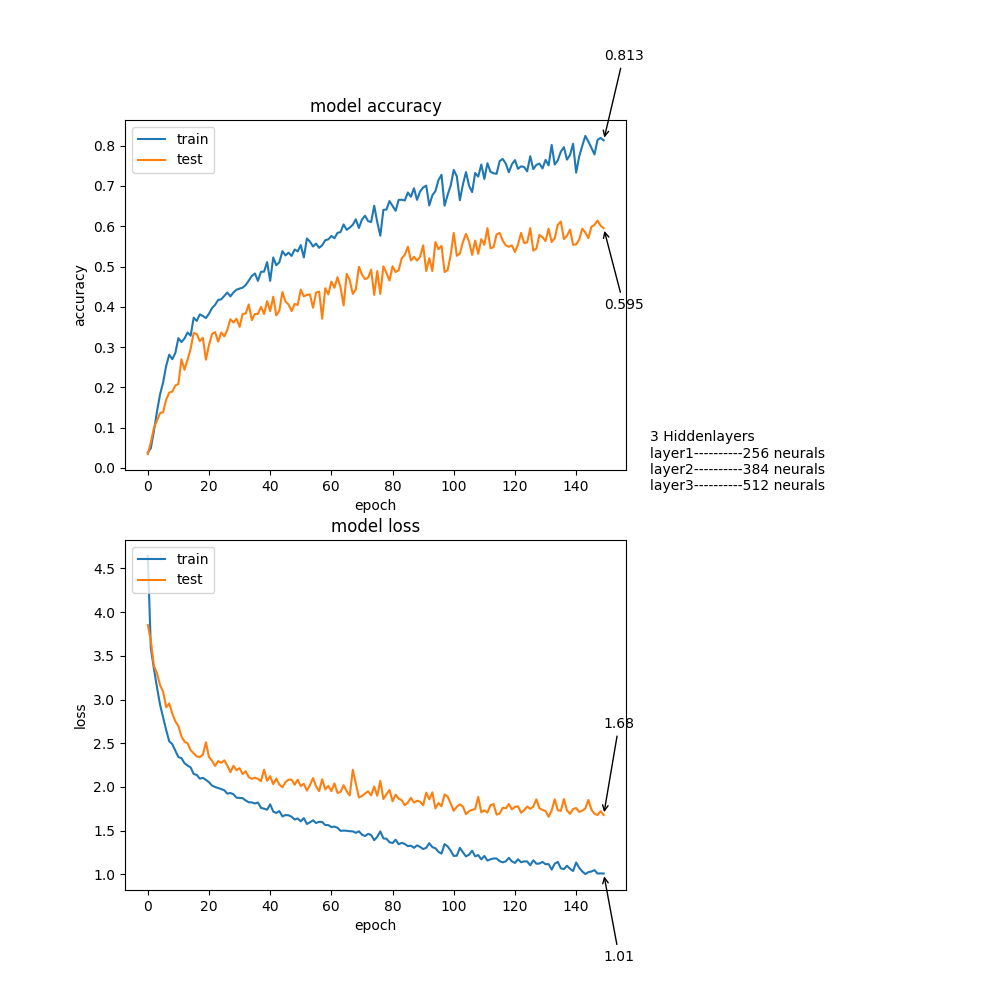 0.813
model accuracy
train
test
0.8
0.7
0.6
0.5
0.4
0.3
0.2
0.1
0.0
accuracy
0.595
0 20 40 60 80 100 120 140
epoch
3 Hiddenlayers
layer1----------256 neurals
layer2----------384 neurals
layer3----------512 neurals
model loss
train
test
4.5
4.0
3.5
3.0
2.5
2.0
1.5
1.0
loss
1.68
0 20 40 60 80 100 120 140
epoch
1.01